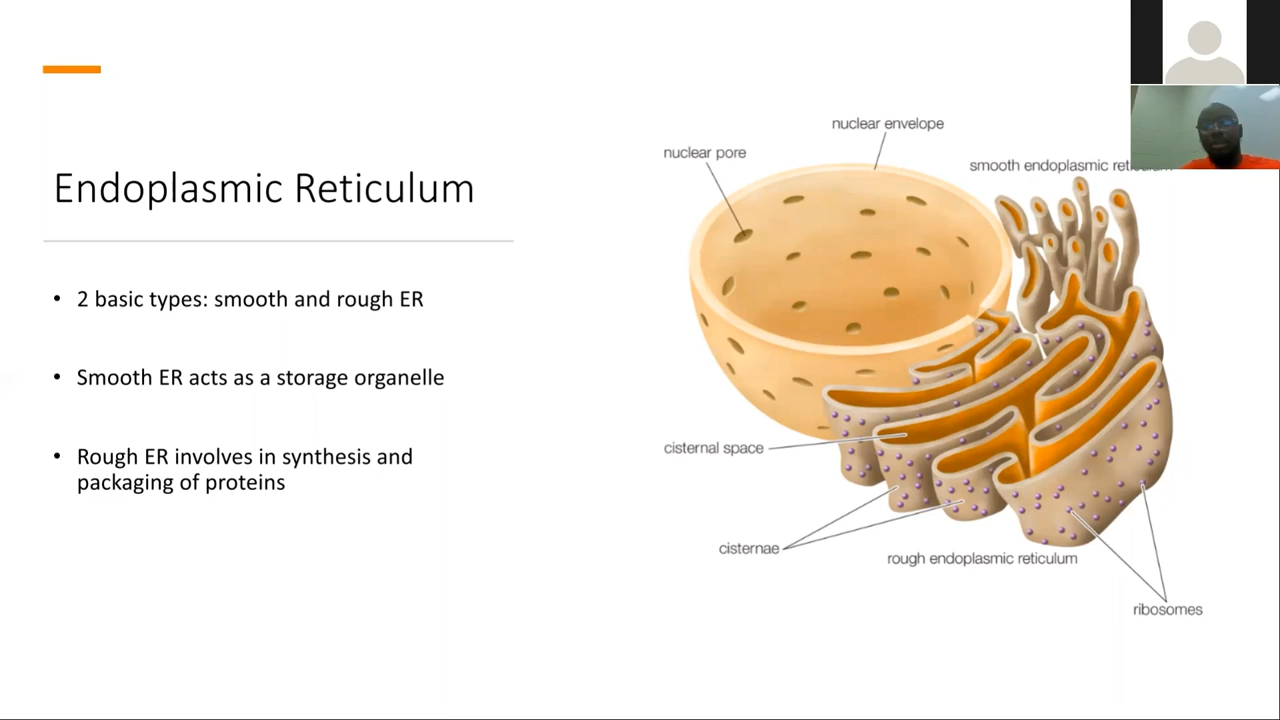 Endoplasmic Reticulum
• 2 basic types: smooth and rough ER
• Smooth ER acts as a storage organelle
• Rough ER involves in synthesis and
packaging of proteins
nuclear envelope
nuclear pore
smooth endoplasmic
cisternal space
cisternae
rough endoplasmic reticulum
ribosomes